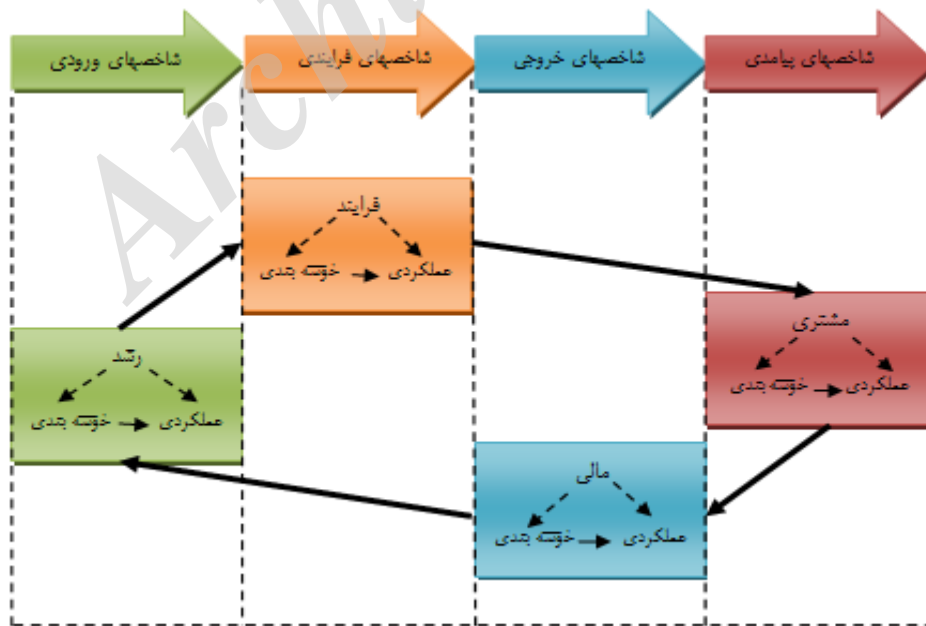 شاخصهای ورودی
شاخصهای فرایندی
شاخصهای خروجی
شاخصهای پیامدی
فرایند
خوشه بندی
عملکردی
مشتری
خوشه بندی
عملکردی
رشد
خوشه بندی
عملکردی
مالی
خوشه بندی
عملکردی